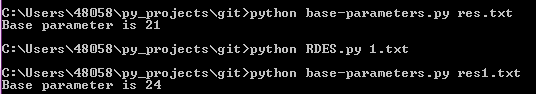 C:\Users\48058\py_projects\git>python base-parameters.py res.txt
Base parameter is 21
C:\Users\48058\py_projects\git>python RDES.py 1.txt
C:\Users\48058\py_projects\git>python base-parameters.py res1.txt
Base parameter is 24